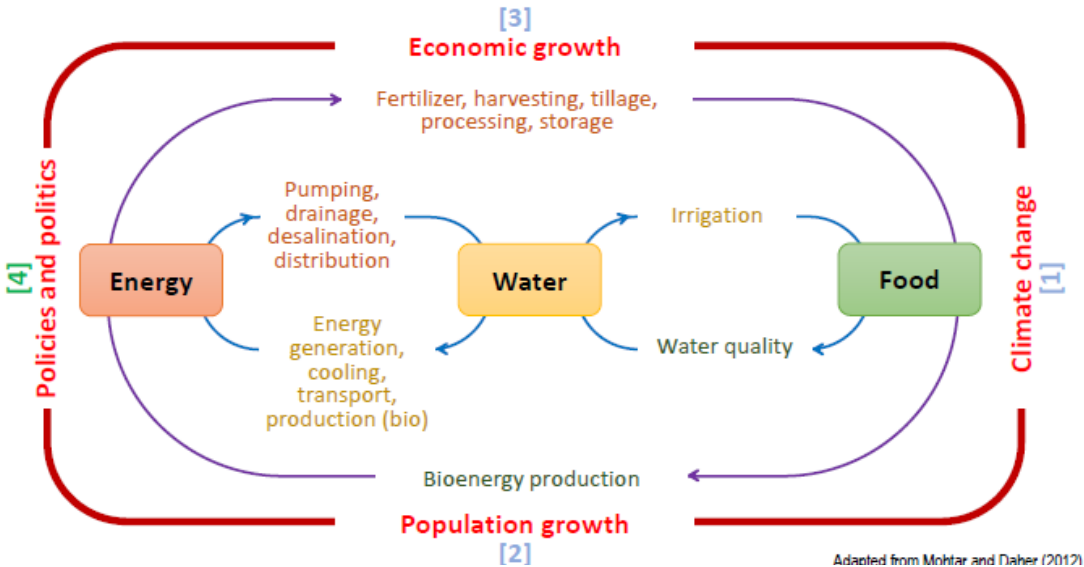 [3]
Economic growth
Fertilizer, harvesting, tillage,
processing, storage
Policies and politics
[4]
Pumping,
drainage,
desalination,
distribution
Irrigation
Energy
Water
Food
Climate change
[1]
Energy
generation,
cooling,
transport,
production (bio)
Water quality
Bioenergy production
Population growth
[2]
Adapted from Mohtar and Daher (2012)